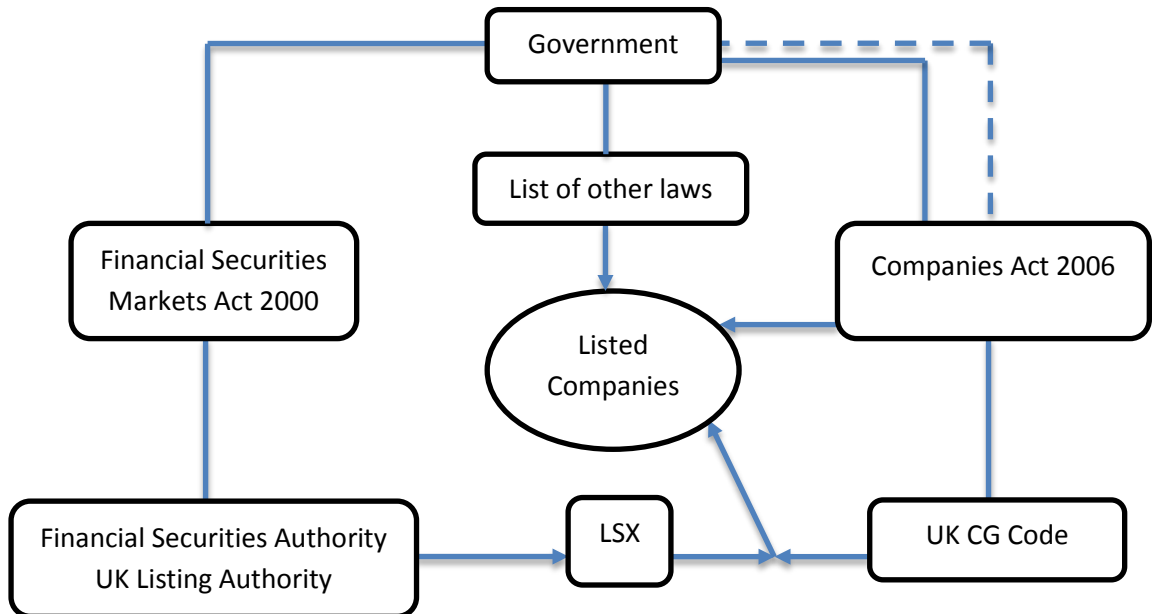 Government
List of other laws
Financial Securities
Markets Act 2000
Companies Act 2006
Listed
Companies
Financial Securities Authority
UK Listing Authority
LSX
UK CG Code